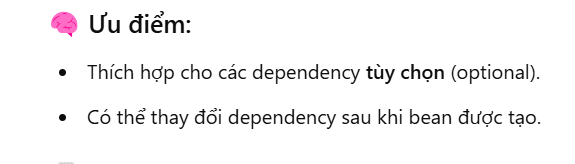 Ưu điểm:
Thích hợp cho các dependency tùy chọn (optional).
Có thể thay đổi dependency sau khi bean được tạo.